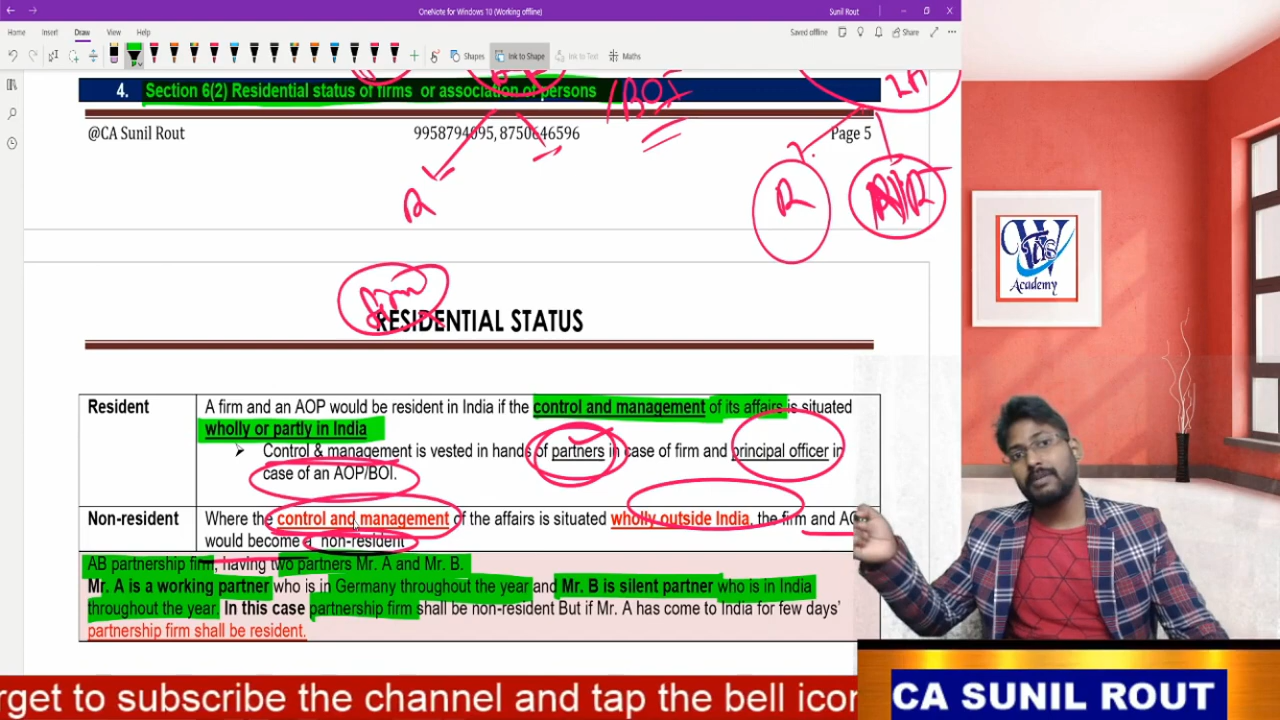 OneNote for Windows 10 (Working offline)
Sunil Rout
Home Insert Draw View Help
Saved offline
Share
Shapes Ink to Shape Ink to Text Maths
4. Section 6(2) Residential status of firms or association of persons
/BOI
@CA Sunil Rout 9958794095, 8750646596 Page 5
R
R
firm
RESIDENTIAL STATUS
Resident
A firm and an AOP would be resident in India if the control and management of its affairs is situated
wholly or partly in India
➢ Control & management is vested in hands of partners in case of firm and principal officer in
case of an AOP/BOI.
Non-resident
Where the control and management of the affairs is situated wholly outside India, the firm and
would become a non-resident
AB partnership firm, having two partners Mr. A and Mr. B.
Mr. A is a working partner who is in Germany throughout the year and Mr. B is silent partner who is in India
throughout the year. In this case partnership firm shall be non-resident But if Mr. A has come to India for few days'
partnership firm shall be resident.
Academy
rget to subscribe the channel and tap the bell icon
CA SUNIL ROUT